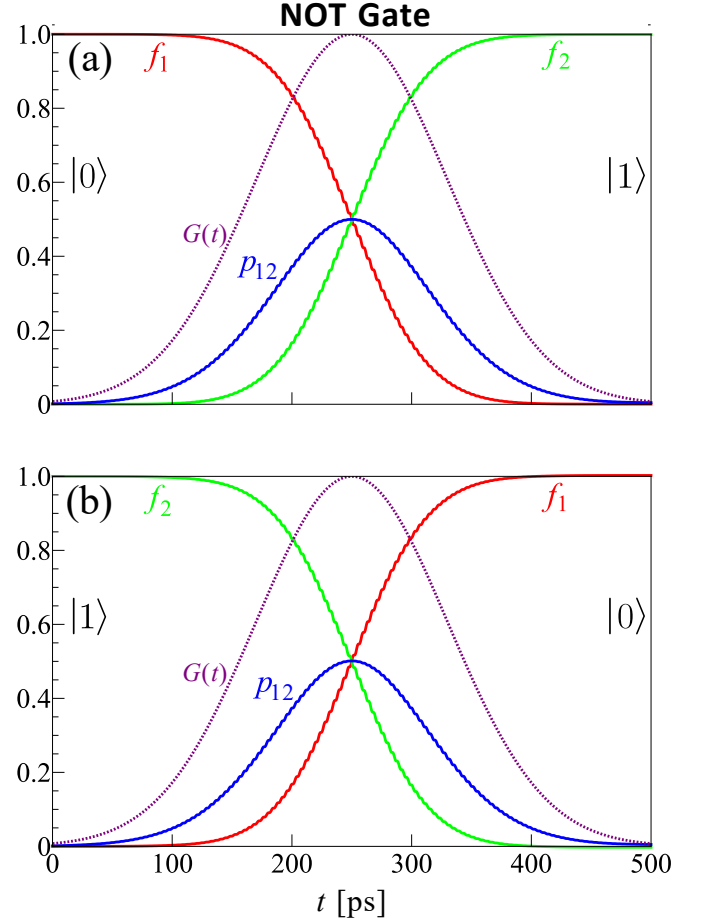 NOT Gate
(a) f₁ f₂
|0⟩ |1⟩
G(t)
p₁₂
1.0
0.8
0.6
0.4
0.2
0
(b) f₂ f₁
|1⟩ |0⟩
G(t) p₁₂
1.0
0.8
0.6
0.4
0.2
0
0 100 200 300 400 500
t [ps]